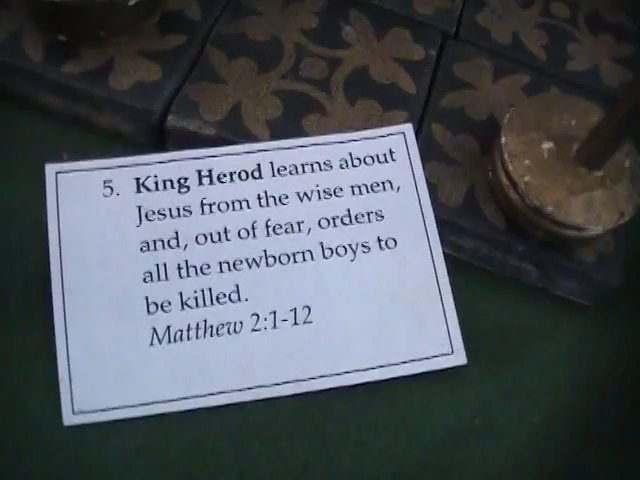 5. King Herod learns about
Jesus from the wise men,
and, out of fear, orders
all the newborn boys to
be killed.
Matthew 2:1-12